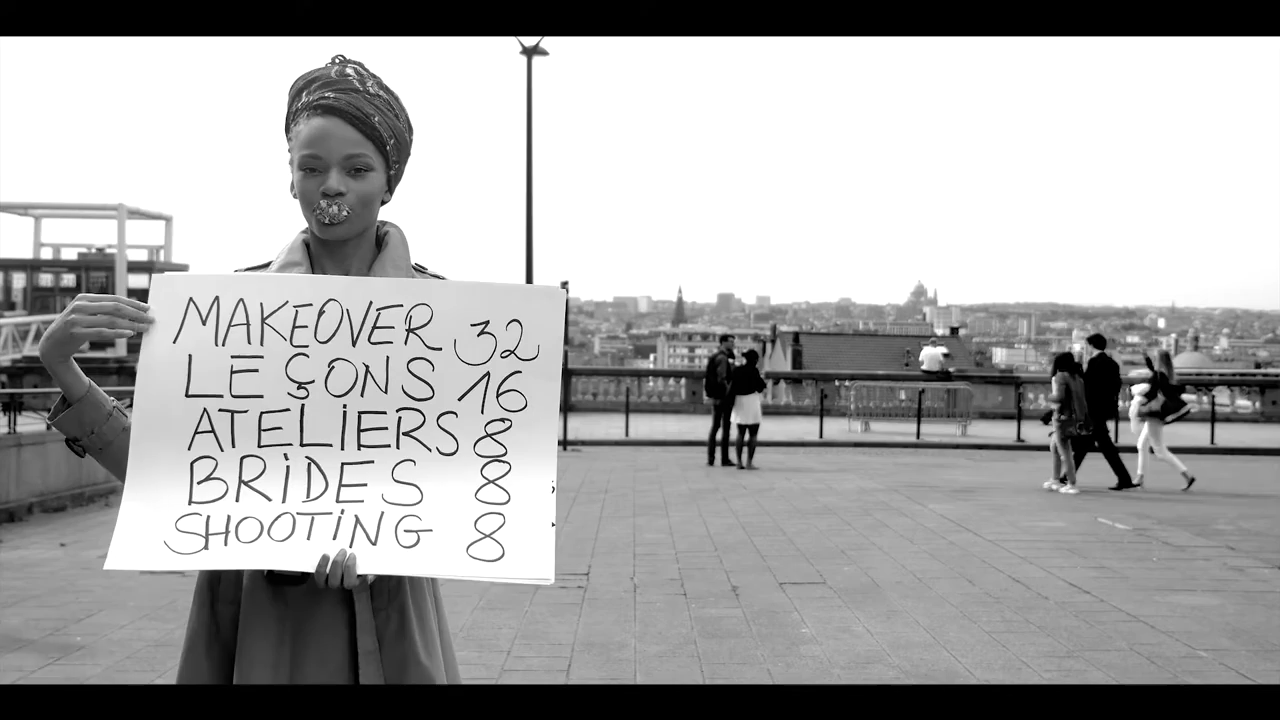 MAKEOVER 32
LEÇONS 16
ATELiERS 8
BRiDES 8
SHOOTiNG 8